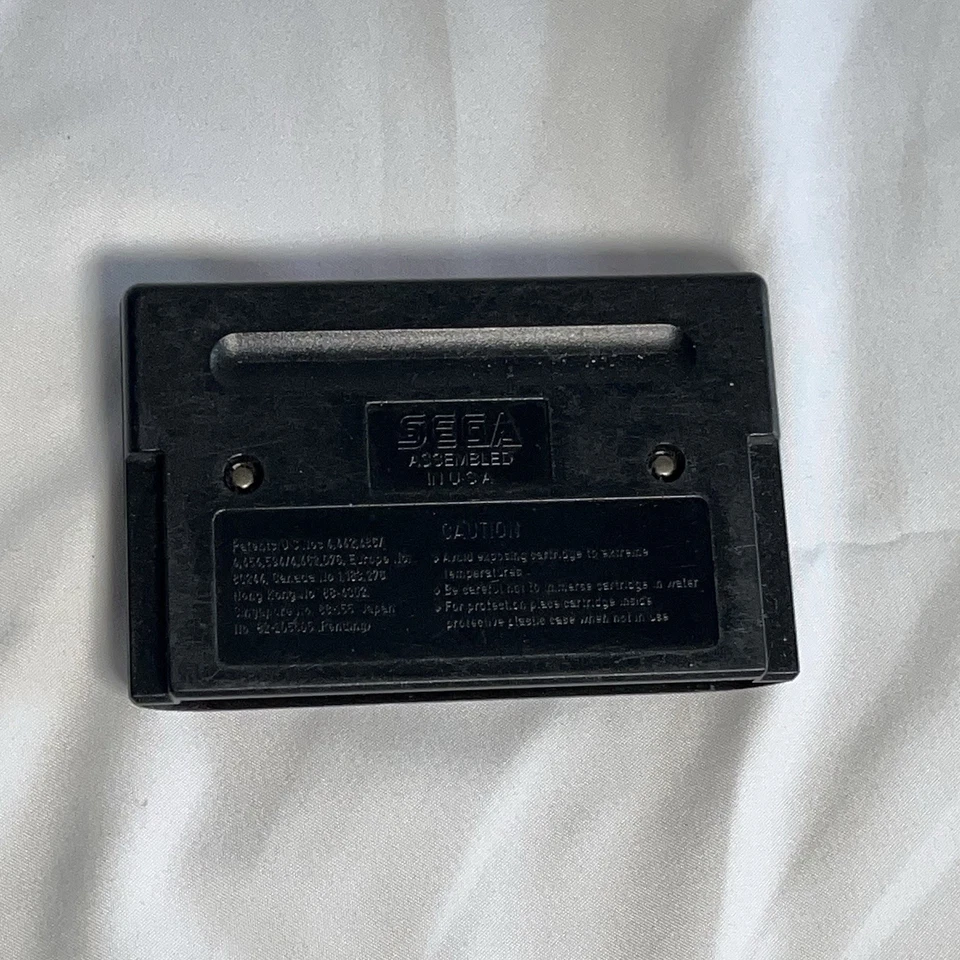 SEGA
ASSEMBLED
IN U.S.A.
Patents U.S. Nos. 4,442,486/
4,454,594/4,462,076, Europe No.
80244, Canada No. 1,183,276
Hong Kong No. 88-4302,
Singapore No. 88-155, Japan
No. (Pending)
CAUTION
Avoid exposing cartridge to extreme
temperatures.
Be careful not to immerse cartridge in water
For protection place cartridge inside
protective plastic case when not in use